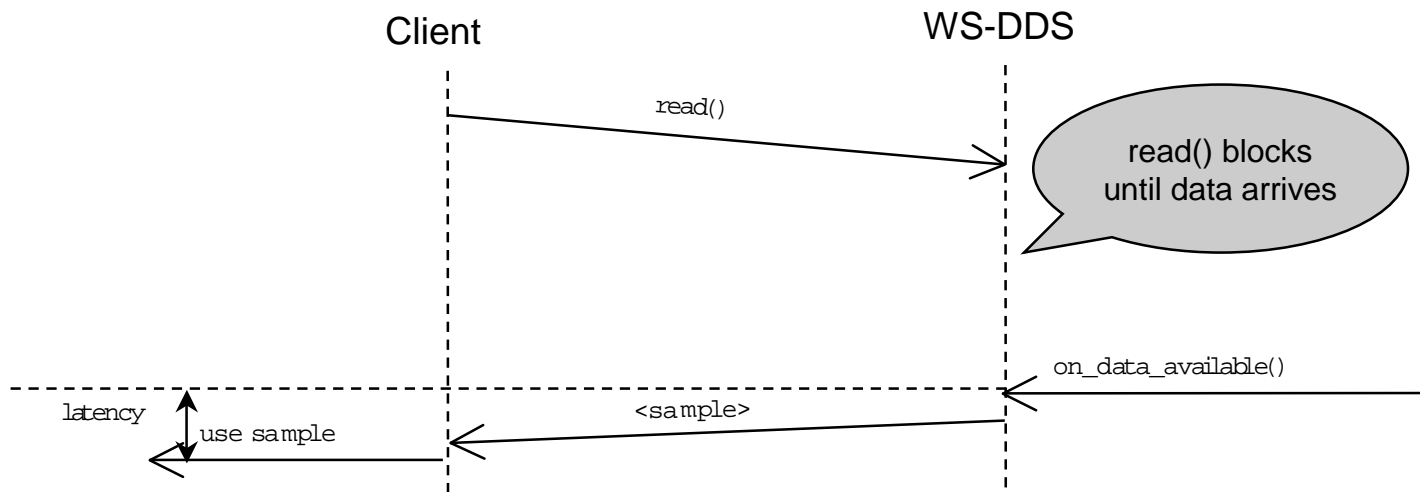 Client
WS-DDS
read()
read() blocks
until data arrives
on_data_available()
latency
<sample>
use sample